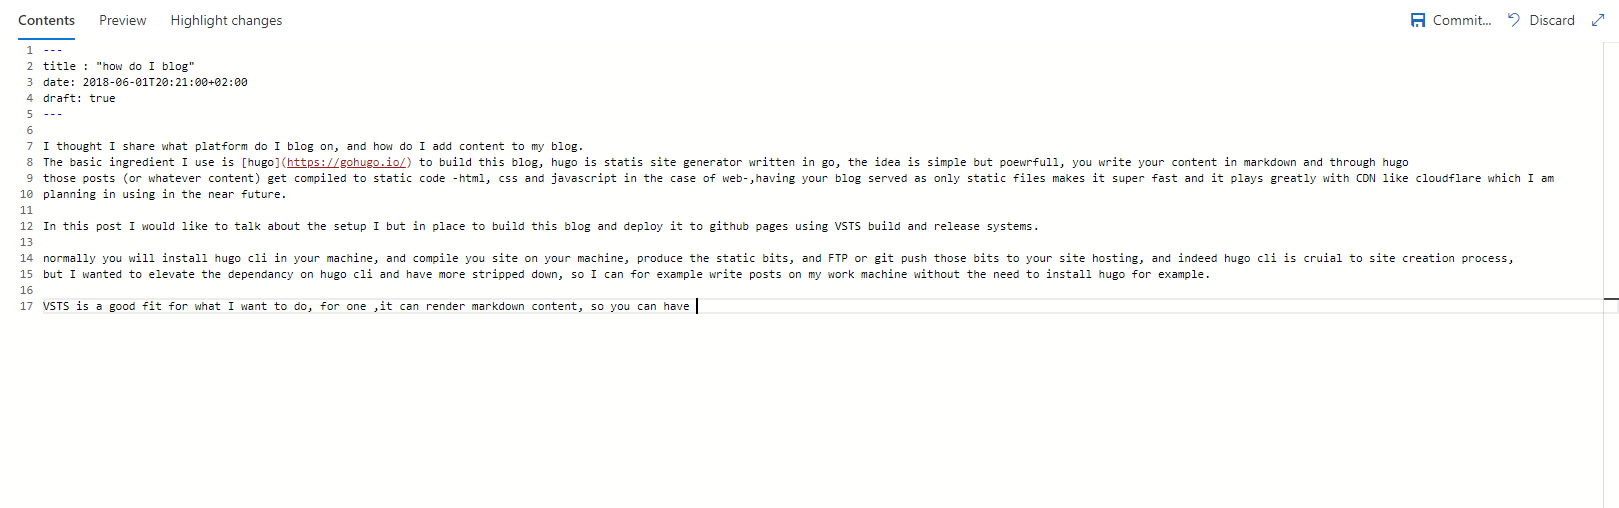 Contents Preview Highlight changes Commit... Discard
1 ---
2 title : "how do I blog"
3 date: 2018-06-01T20:21:00+02:00
4 draft: true
5 ---
6
7 I thought I share what platform do I blog on, and how do I add content to my blog.
8 The basic ingredient I use is [hugo](https://gohugo.io/) to build this blog, hugo is statis site generator written in go, the idea is simple but poewrfull, you write your content in markdown and through hugo
9 those posts (or whatever content) get compiled to static code -html, css and javascript in the case of web-,having your blog served as only static files makes it super fast and it plays greatly with CDN like cloudflare which I am
10 planning in using in the near future.
11
12 In this post I would like to talk about the setup I but in place to build this blog and deploy it to github pages using VSTS build and release systems.
13
14 normally you will install hugo cli in your machine, and compile you site on your machine, produce the static bits, and FTP or git push those bits to your site hosting, and indeed hugo cli is cruial to site creation process,
15 but I wanted to elevate the dependancy on hugo cli and have more stripped down, so I can for example write posts on my work machine without the need to install hugo for example.
16
17 VSTS is a good fit for what I want to do, for one ,it can render markdown content, so you can have